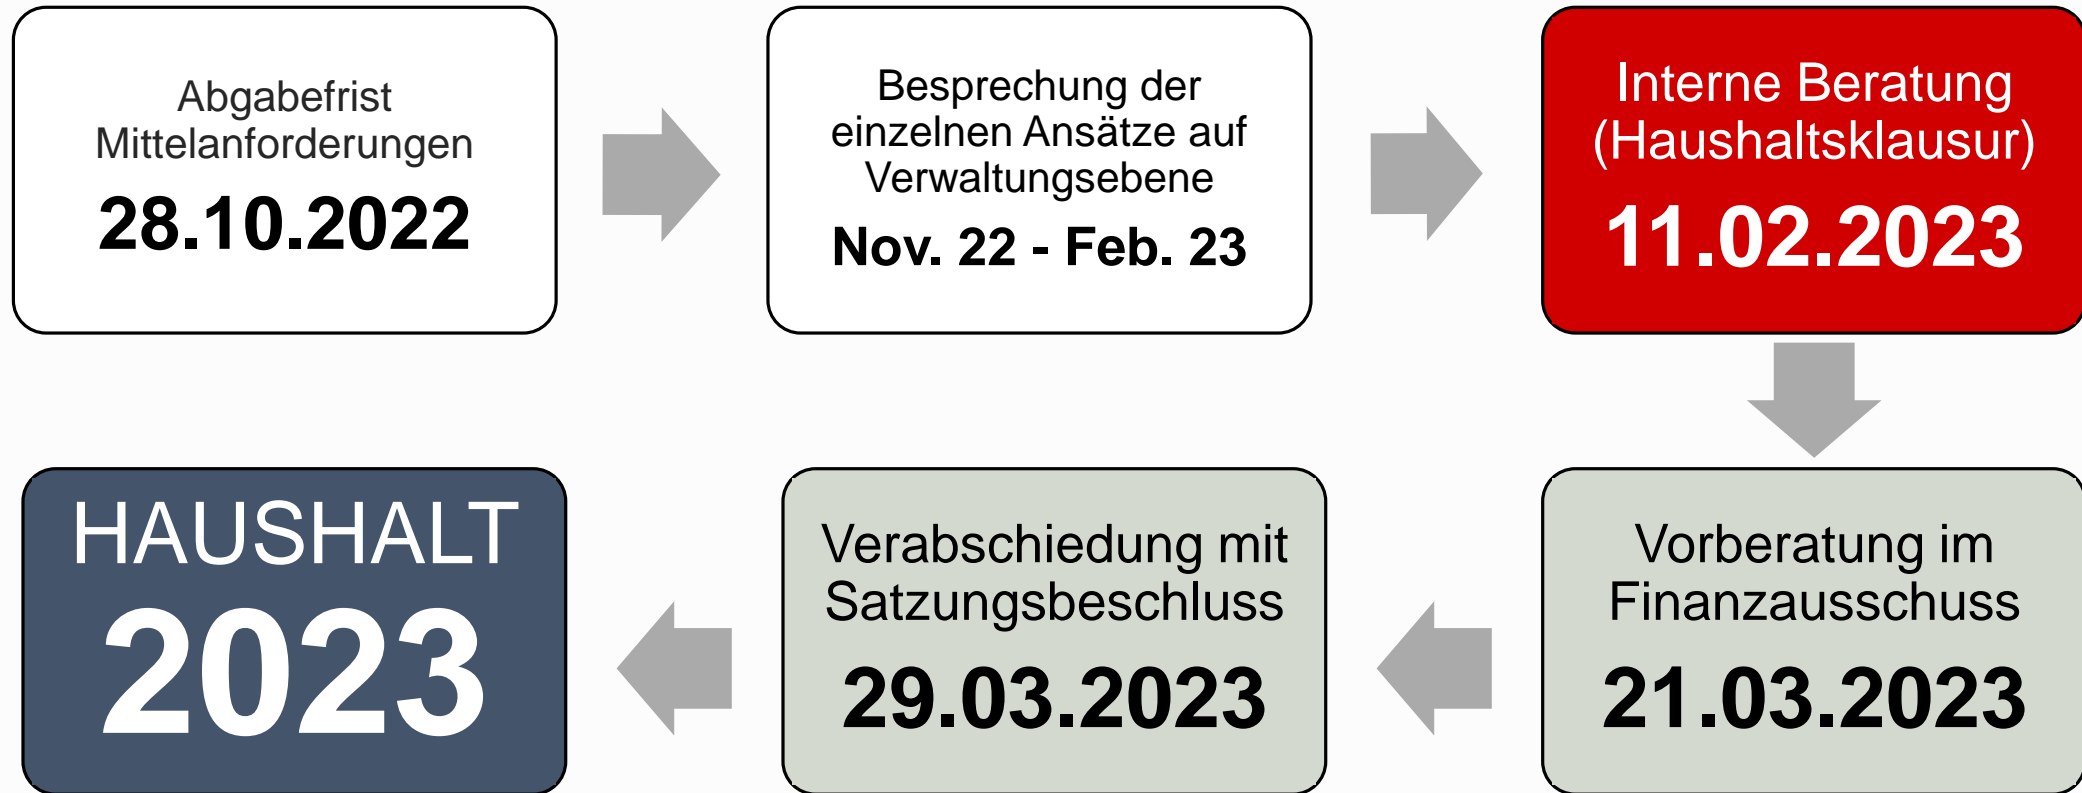 Abgabefrist
Mittelanforderungen
28.10.2022
Besprechung der
einzelnen Ansätze auf
Verwaltungsebene
Nov. 22 - Feb. 23
Interne Beratung
(Haushaltsklausur)
11.02.2023
Vorberatung im
Finanzausschuss
21.03.2023
Verabschiedung mit
Satzungsbeschluss
29.03.2023
HAUSHALT
2023